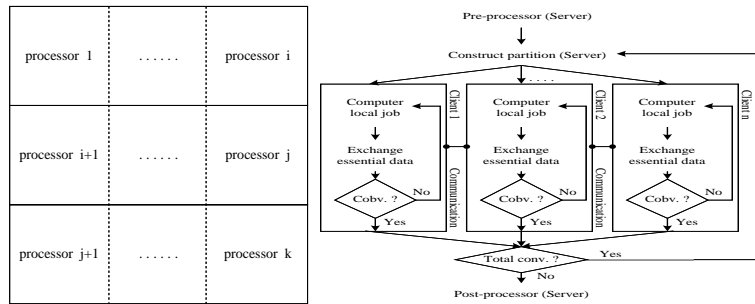 processor 1
. . . . . .
processor i
processor i+1
. . . . . .
processor j
processor j+1
. . . . . .
processor k
Pre-processor (Server)
Construct partition (Server)
. . . .
Computer
local job
Exchange
essential data
Cobv. ?
No
Yes
Client 1
Communication
Computer
local job
Exchange
essential data
Cobv. ?
No
Yes
Client 2
Communication
Computer
local job
Exchange
essential data
Cobv. ?
No
Yes
Client n
Total conv. ?
Yes
No
Post-processor (Server)